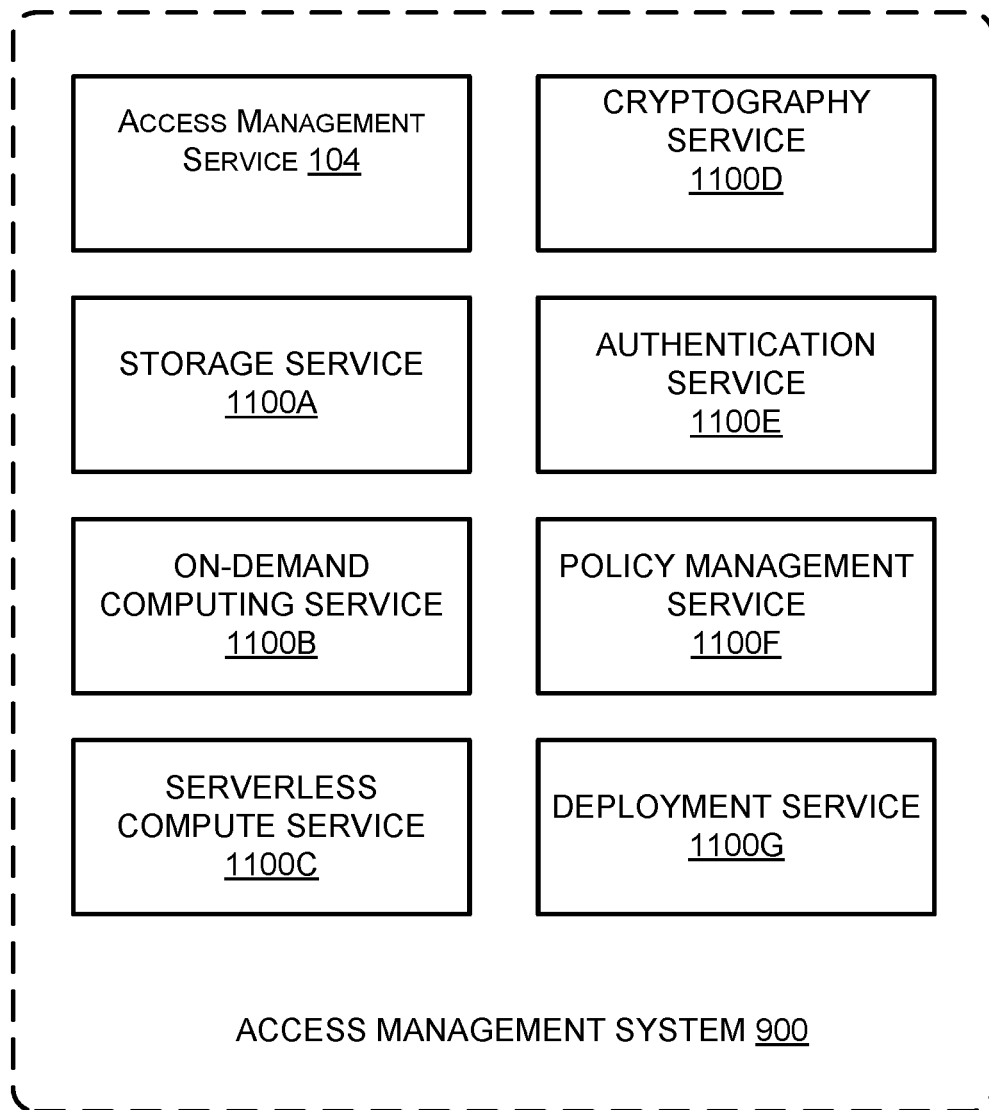 ACCESS MANAGEMENT
SERVICE 104
CRYPTOGRAPHY
SERVICE
1100D
STORAGE SERVICE
1100A
AUTHENTICATION
SERVICE
1100E
ON-DEMAND
COMPUTING SERVICE
1100B
POLICY MANAGEMENT
SERVICE
1100F
SERVERLESS
COMPUTE SERVICE
1100C
DEPLOYMENT SERVICE
1100G
ACCESS MANAGEMENT SYSTEM 900